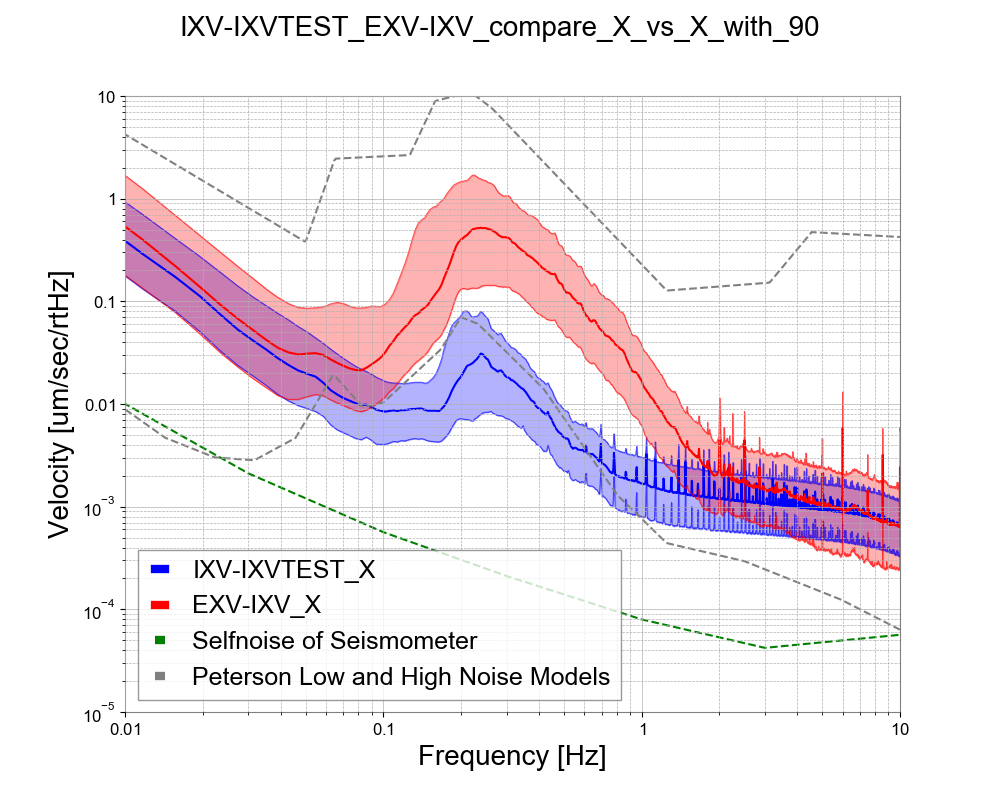 IXV-IXVTEST_EXV-IXV_compare_X_vs_X_with_90
Velocity [um/sec/rtHz]
10
1
0.1
0.01
10⁻³
10⁻⁴
10⁻⁵
IXV-IXVTEST_X
EXV-IXV_X
Selfnoise of Seismometer
Peterson Low and High Noise Models
0.01 0.1 1 10
Frequency [Hz]